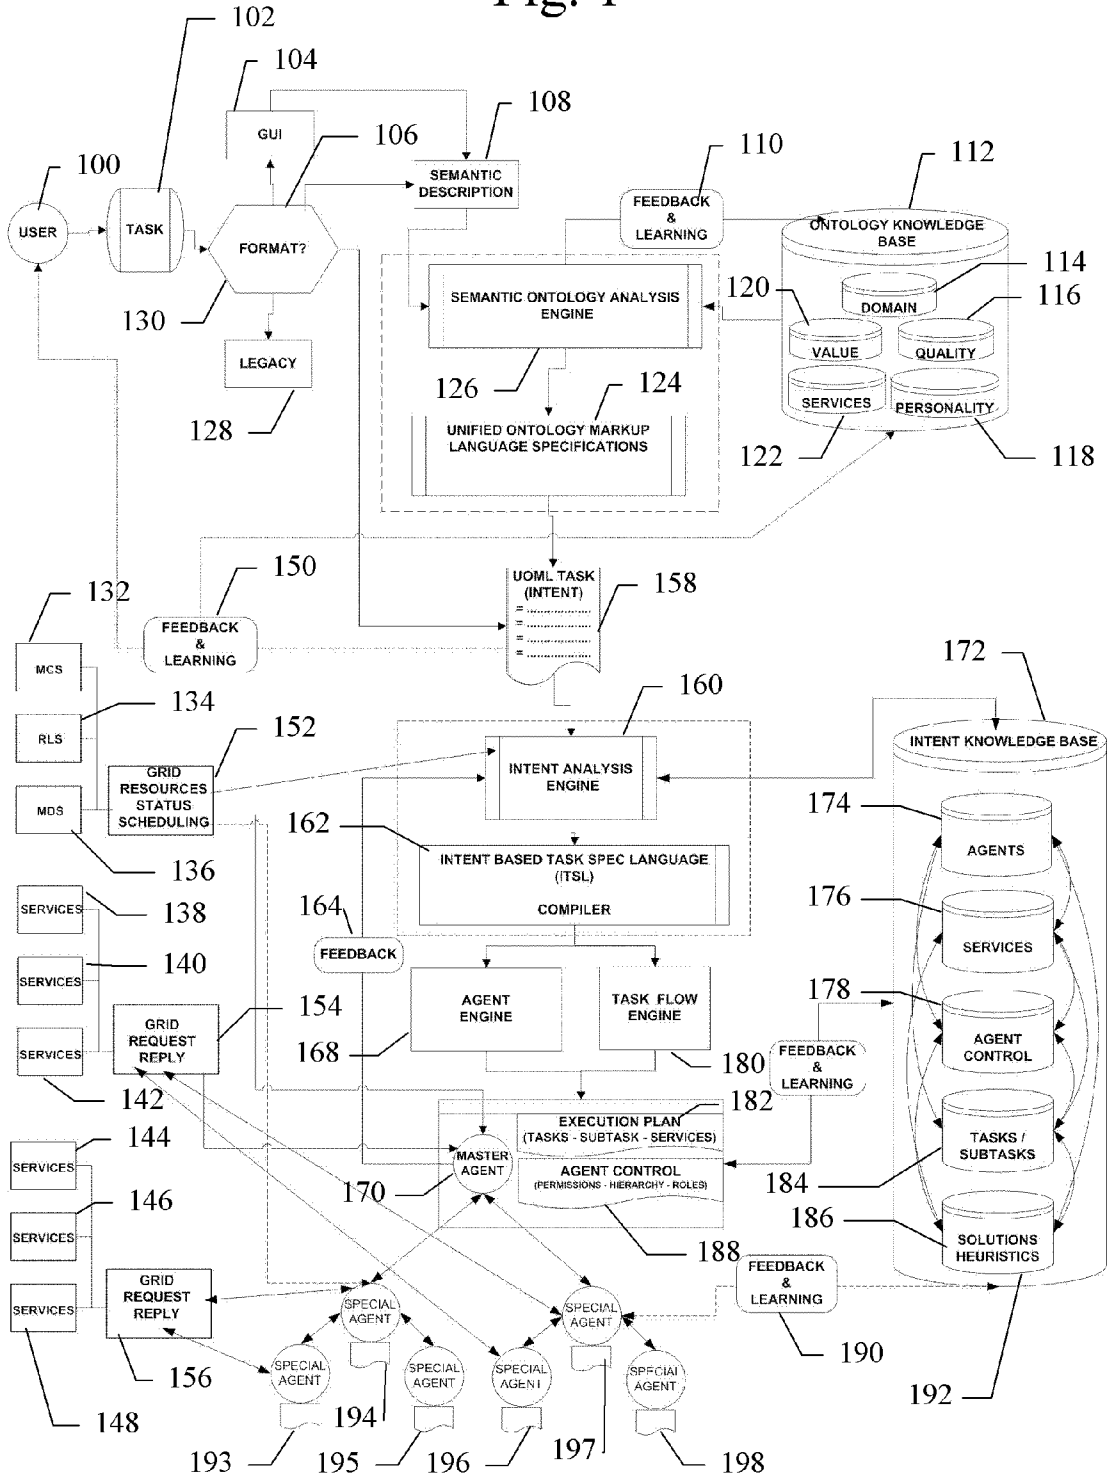 102
104
GUI
106
108
100
SEMANTIC
DESCRIPTION
110
112
USER
TASK
FORMAT?
FEEDBACK
&
LEARNING
ONTOLOGY KNOWLEDGE
BASE
114
DOMAIN
120
116
130
SEMANTIC ONTOLOGY ANALYSIS
ENGINE
VALUE
QUALITY
LEGACY
126
124
SERVICES
PERSONALITY
128
UNIFIED ONTOLOGY MARKUP
LANGUAGE SPECIFICATIONS
122
118
150
132
UOML TASK
(INTENT)
= ................
= ................
= ................
= ................
158
FEEDBACK
&
LEARNING
MCS
134
160
172
RLS
152
INTENT KNOWLEDGE BASE
GRID
RESOURCES
STATUS
SCHEDULING
INTENT ANALYSIS
ENGINE
MDS
174
162
136
INTENT BASED TASK SPEC LANGUAGE
(ITSL)
COMPILER
AGENTS
164
176
SERVICES
138
FEEDBACK
SERVICES
140
SERVICES
154
AGENT
ENGINE
TASK FLOW
ENGINE
178
GRID
REQUEST
REPLY
AGENT
CONTROL
SERVICES
168
180
FEEDBACK
&
LEARNING
142
182
EXECUTION PLAN
(TASKS - SUBTASK - SERVICES)
144
MASTER
AGENT
TASKS /
SUBTASKS
SERVICES
AGENT CONTROL
(PERMISSIONS - HIERARCHY - ROLES)
170
184
146
186
SERVICES
188
SOLUTIONS
HEURISTICS
GRID
REQUEST
REPLY
FEEDBACK
&
LEARNING
SERVICES
SPECIAL
AGENT
SPECIAL
AGENT
190
156
SPECIAL
AGENT
SPECIAL
AGENT
SPECIAL
AGENT
SPECIAL
AGENT
192
148
194
197
193
195
196
198